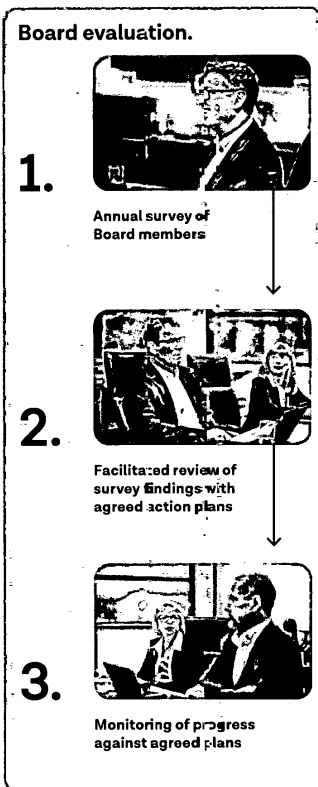 Board evaluation.
1.
Annual survey of
Board members
2.
Facilitated review of
survey findings with
agreed action plans
3.
Monitoring of progress
against agreed plans